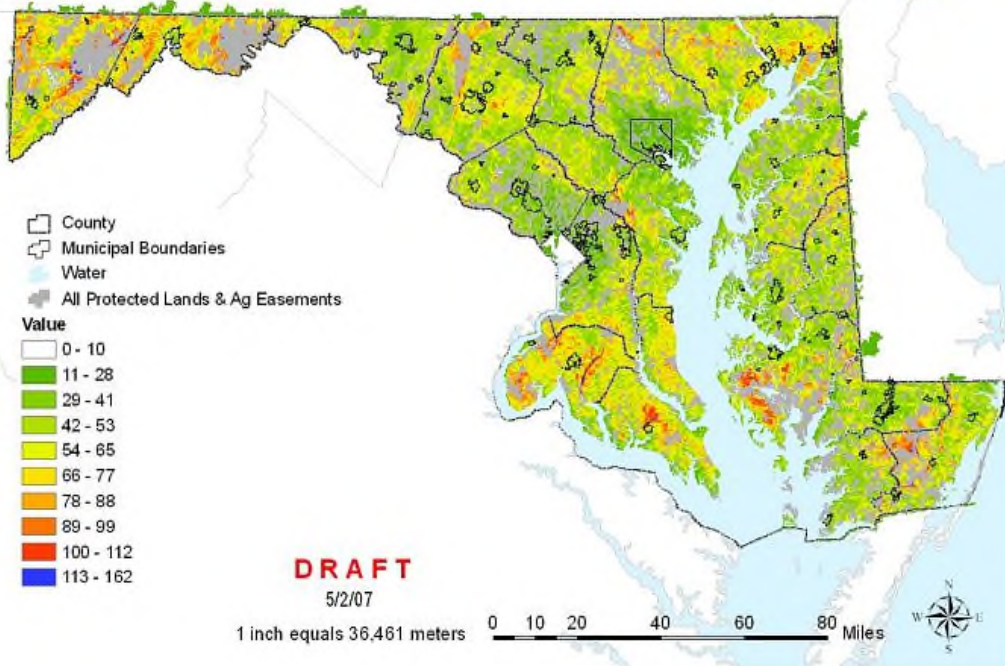 County
Municipal Boundaries
Water
All Protected Lands & Ag Easements
Value
0 - 10
11 - 28
29 - 41
42 - 53
54 - 65
66 - 77
78 - 88
89 - 99
100 - 112
113 - 162
DRAFT
5/2/07
1 inch equals 36,461 meters
0 10 20 40 60 80 Miles
N
W E
S